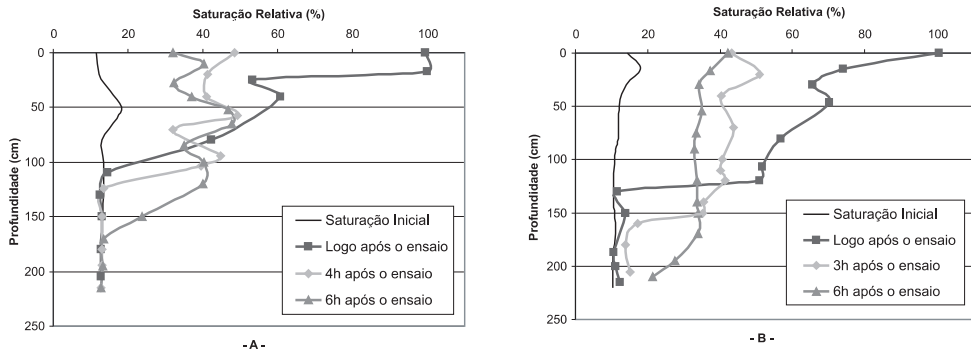 Saturação Relativa (%)
0 20 40 60 80 100
0
50
100
150
200
250
Profundidade (cm)
Saturação Inicial
Logo após o ensaio
4h após o ensaio
6h após o ensaio
- A -
Saturação Relativa (%)
0 20 40 60 80 100
0
50
100
150
200
250
Profundidade (cm)
Saturação Inicial
Logo após o ensaio
3h após o ensaio
6h após o ensaio
- B -